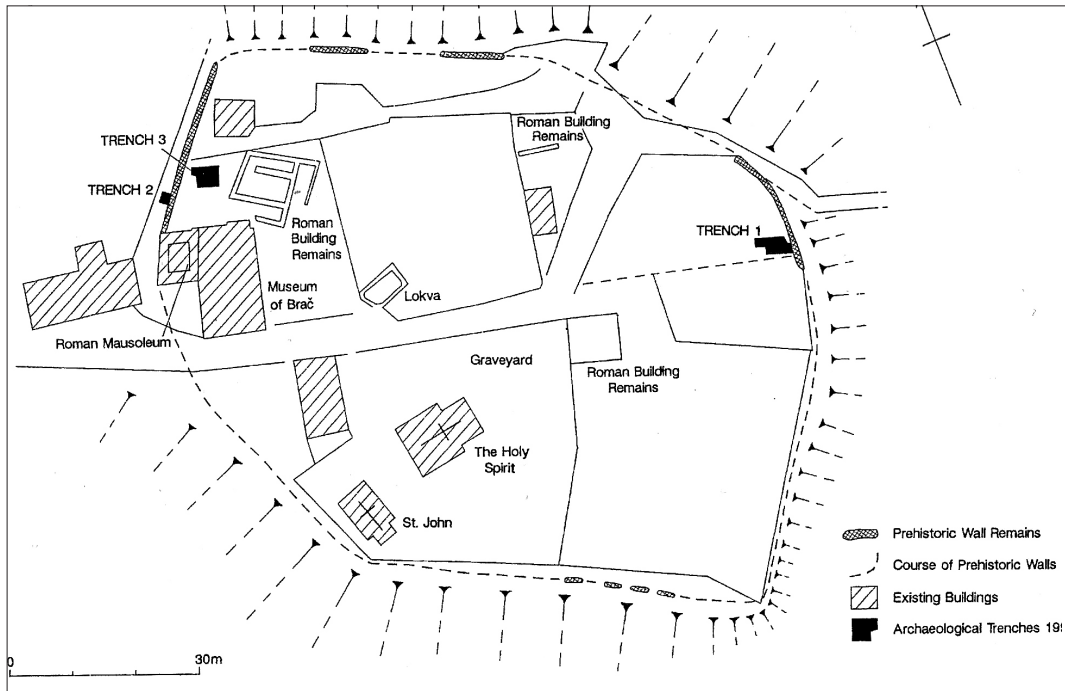 TRENCH 3
TRENCH 2
Roman Building
Remains
Roman
Building
Remains
TRENCH 1
Museum
of Brač
Lokva
Roman Mausoleum
Graveyard
Roman Building
Remains
The Holy
Spirit
St. John
Prehistoric Wall Remains
Course of Prehistoric Walls
Existing Buildings
Archaeological Trenches
0
30m